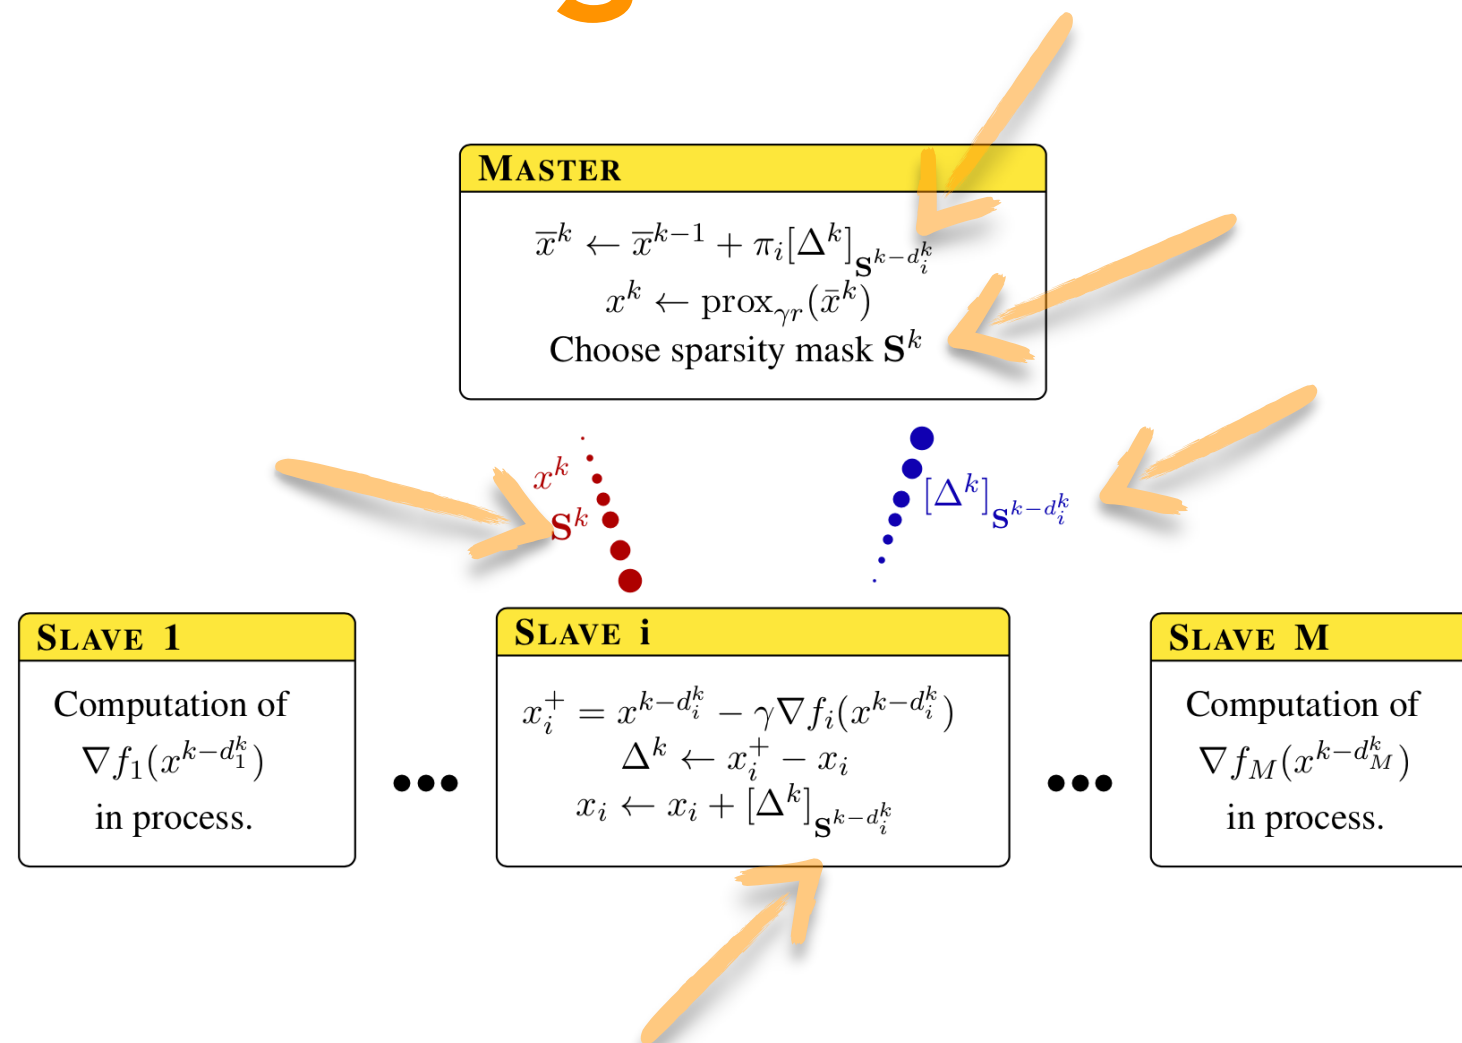 MASTER
x̅^k ← x̅^{k−1} + π_i[Δ^k]_{S^{k−d_i^k}}
x^k ← prox_{γr}(x̄^k)
Choose sparsity mask S^k
x^k
S^k
[Δ^k]_{S^{k−d_i^k}}
SLAVE 1
Computation of
∇f_1(x^{k−d_1^k})
in process.
•••
SLAVE i
x_i^+ = x^{k−d_i^k} − γ∇f_i(x^{k−d_i^k})
Δ^k ← x_i^+ − x_i
x_i ← x_i + [Δ^k]_{S^{k−d_i^k}}
•••
SLAVE M
Computation of
∇f_M(x^{k−d_M^k})
in process.